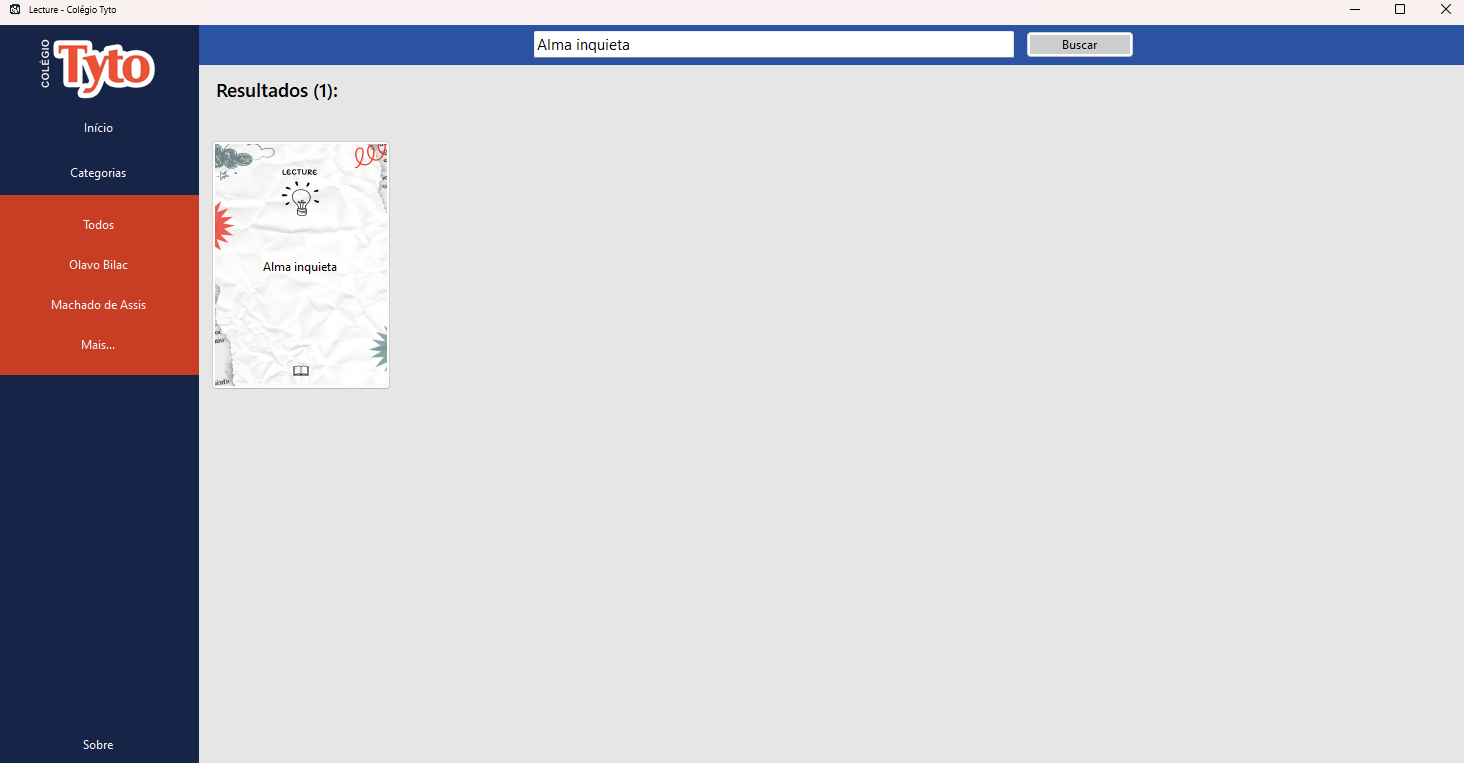 Lecture - Colégio Tyto
COLÉGIO
Tyto
Alma inquieta
Buscar
Início
Categorias
Todos
Olavo Bilac
Machado de Assis
Mais...
Sobre
Resultados (1):
LECTURE
Alma inquieta